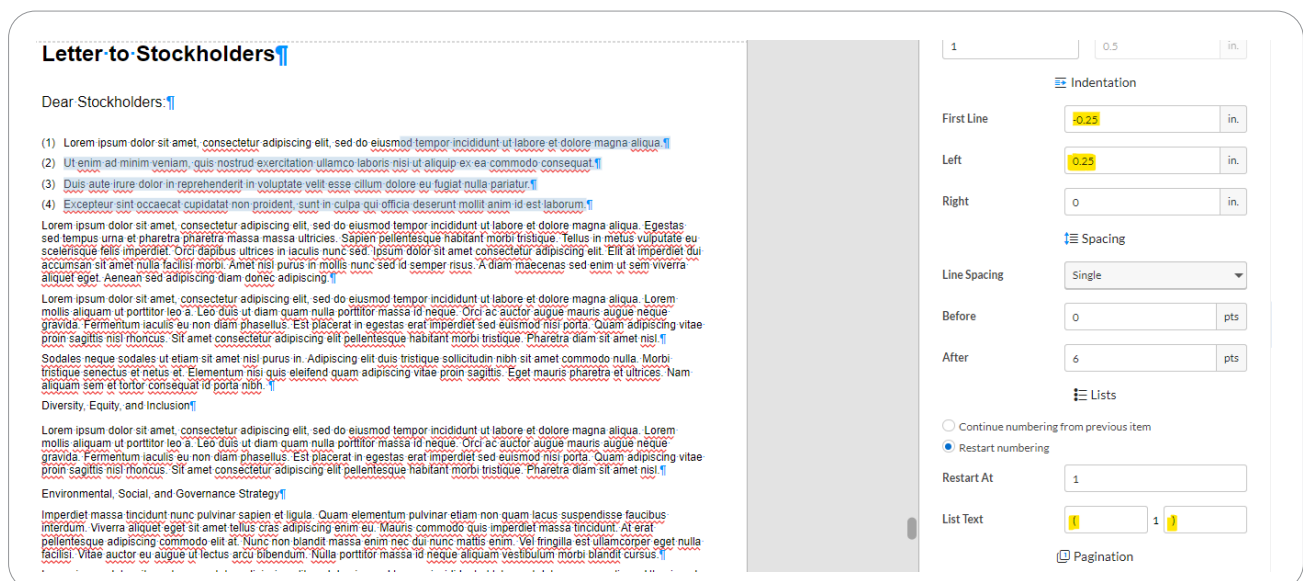 Letter to Stockholders¶
Dear Stockholders:¶
(1) Lorem ipsum dolor sit amet, consectetur adipiscing elit, sed do eiusmod tempor incididunt ut labore et dolore magna aliqua.¶
(2) Ut enim ad minim veniam, quis nostrud exercitation ullamco laboris nisi ut aliquip ex ea commodo consequat.¶
(3) Duis aute irure dolor in reprehenderit in voluptate velit esse cillum dolore eu fugiat nulla pariatur.¶
(4) Excepteur sint occaecat cupidatat non proident, sunt in culpa qui officia deserunt mollit anim id est laborum.¶
Lorem ipsum dolor sit amet, consectetur adipiscing elit, sed do eiusmod tempor incididunt ut labore et dolore magna aliqua. Egestas
sed tempus urna et pharetra pharetra massa massa ultricies. Sapien pellentesque habitant morbi tristique. Tellus in metus vulputate eu
scelerisque felis imperdiet. Orci dapibus ultrices in iaculis nunc sed. Ipsum dolor sit amet consectetur adipiscing elit. Elit at imperdiet dui
accumsan sit amet nulla facilisi morbi. Amet nisl purus in mollis nunc sed id semper risus. A diam maecenas sed enim ut sem viverra
aliquet eget. Aenean sed adipiscing diam donec adipiscing.¶
Lorem ipsum dolor sit amet, consectetur adipiscing elit, sed do eiusmod tempor incididunt ut labore et dolore magna aliqua. Lorem
mollis aliquam ut porttitor leo a. Leo duis ut diam quam nulla porttitor massa id neque. Orci ac auctor augue mauris augue neque
gravida. Fermentum iaculis eu non diam phasellus. Est placerat in egestas erat imperdiet sed euismod nisi porta. Quam adipiscing vitae
proin sagittis nisl rhoncus. Sit amet consectetur adipiscing elit pellentesque habitant morbi tristique. Pharetra diam sit amet nisl.¶
Sodales neque sodales ut etiam sit amet nisl purus in. Adipiscing elit duis tristique sollicitudin nibh sit amet commodo nulla. Morbi
tristique senectus et netus et. Elementum nisi quis eleifend quam adipiscing vitae proin sagittis. Eget mauris pharetra et ultrices. Nam
aliquam sem et tortor consequat id porta nibh. ¶
Diversity, Equity, and Inclusion¶
Lorem ipsum dolor sit amet, consectetur adipiscing elit, sed do eiusmod tempor incididunt ut labore et dolore magna aliqua. Lorem
mollis aliquam ut porttitor leo a. Leo duis ut diam quam nulla porttitor massa id neque. Orci ac auctor augue mauris augue neque
gravida. Fermentum iaculis eu non diam phasellus. Est placerat in egestas erat imperdiet sed euismod nisi porta. Quam adipiscing vitae
proin sagittis nisl rhoncus. Sit amet consectetur adipiscing elit pellentesque habitant morbi tristique. Pharetra diam sit amet nisl.¶
Environmental, Social, and Governance Strategy¶
Imperdiet massa tincidunt nunc pulvinar sapien et ligula. Quam elementum pulvinar etiam non quam lacus suspendisse faucibus
interdum. Viverra aliquet eget sit amet tellus cras adipiscing enim eu. Mauris commodo quis imperdiet massa tincidunt. At erat
pellentesque adipiscing commodo elit at. Nunc non blandit massa enim nec dui nunc mattis enim. Vel fringilla est ullamcorper eget nulla
facilisi. Vitae auctor eu augue ut lectus arcu bibendum. Nulla porttitor massa id neque aliquam vestibulum morbi blandit cursus.¶
1 0.5 in.
Indentation
First Line -0.25 in.
Left 0.25 in.
Right 0 in.
Spacing
Line Spacing Single
Before 0 pts
After 6 pts
Lists
Continue numbering from previous item
Restart numbering
Restart At 1
List Text ( 1 )
Pagination